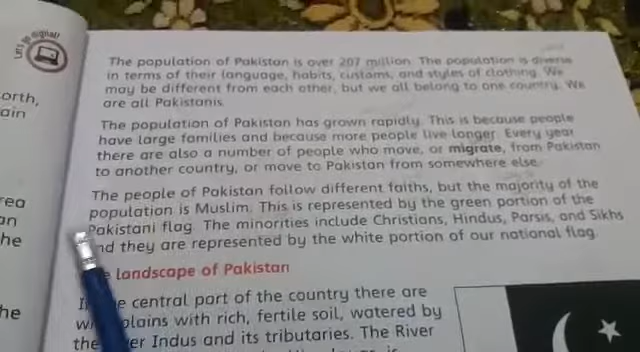 Let's go digital!
orth,
ain
rea
an
he
he
The population of Pakistan is over 207 million. The population is diverse
in terms of their language, habits, customs, and styles of clothing. We
may be different from each other, but we all belong to one country. We
are all Pakistanis.
The population of Pakistan has grown rapidly. This is because people
have large families and because more people live longer. Every year
there are also a number of people who move, or migrate, from Pakistan
to another country, or move to Pakistan from somewhere else.
The people of Pakistan follow different faiths, but the majority of the
population is Muslim. This is represented by the green portion of the
Pakistani flag. The minorities include Christians, Hindus, Parsis, and Sikhs
and they are represented by the white portion of our national flag.
landscape of Pakistan
central part of the country there are
plains with rich, fertile soil, watered by
the Indus and its tributaries. The River